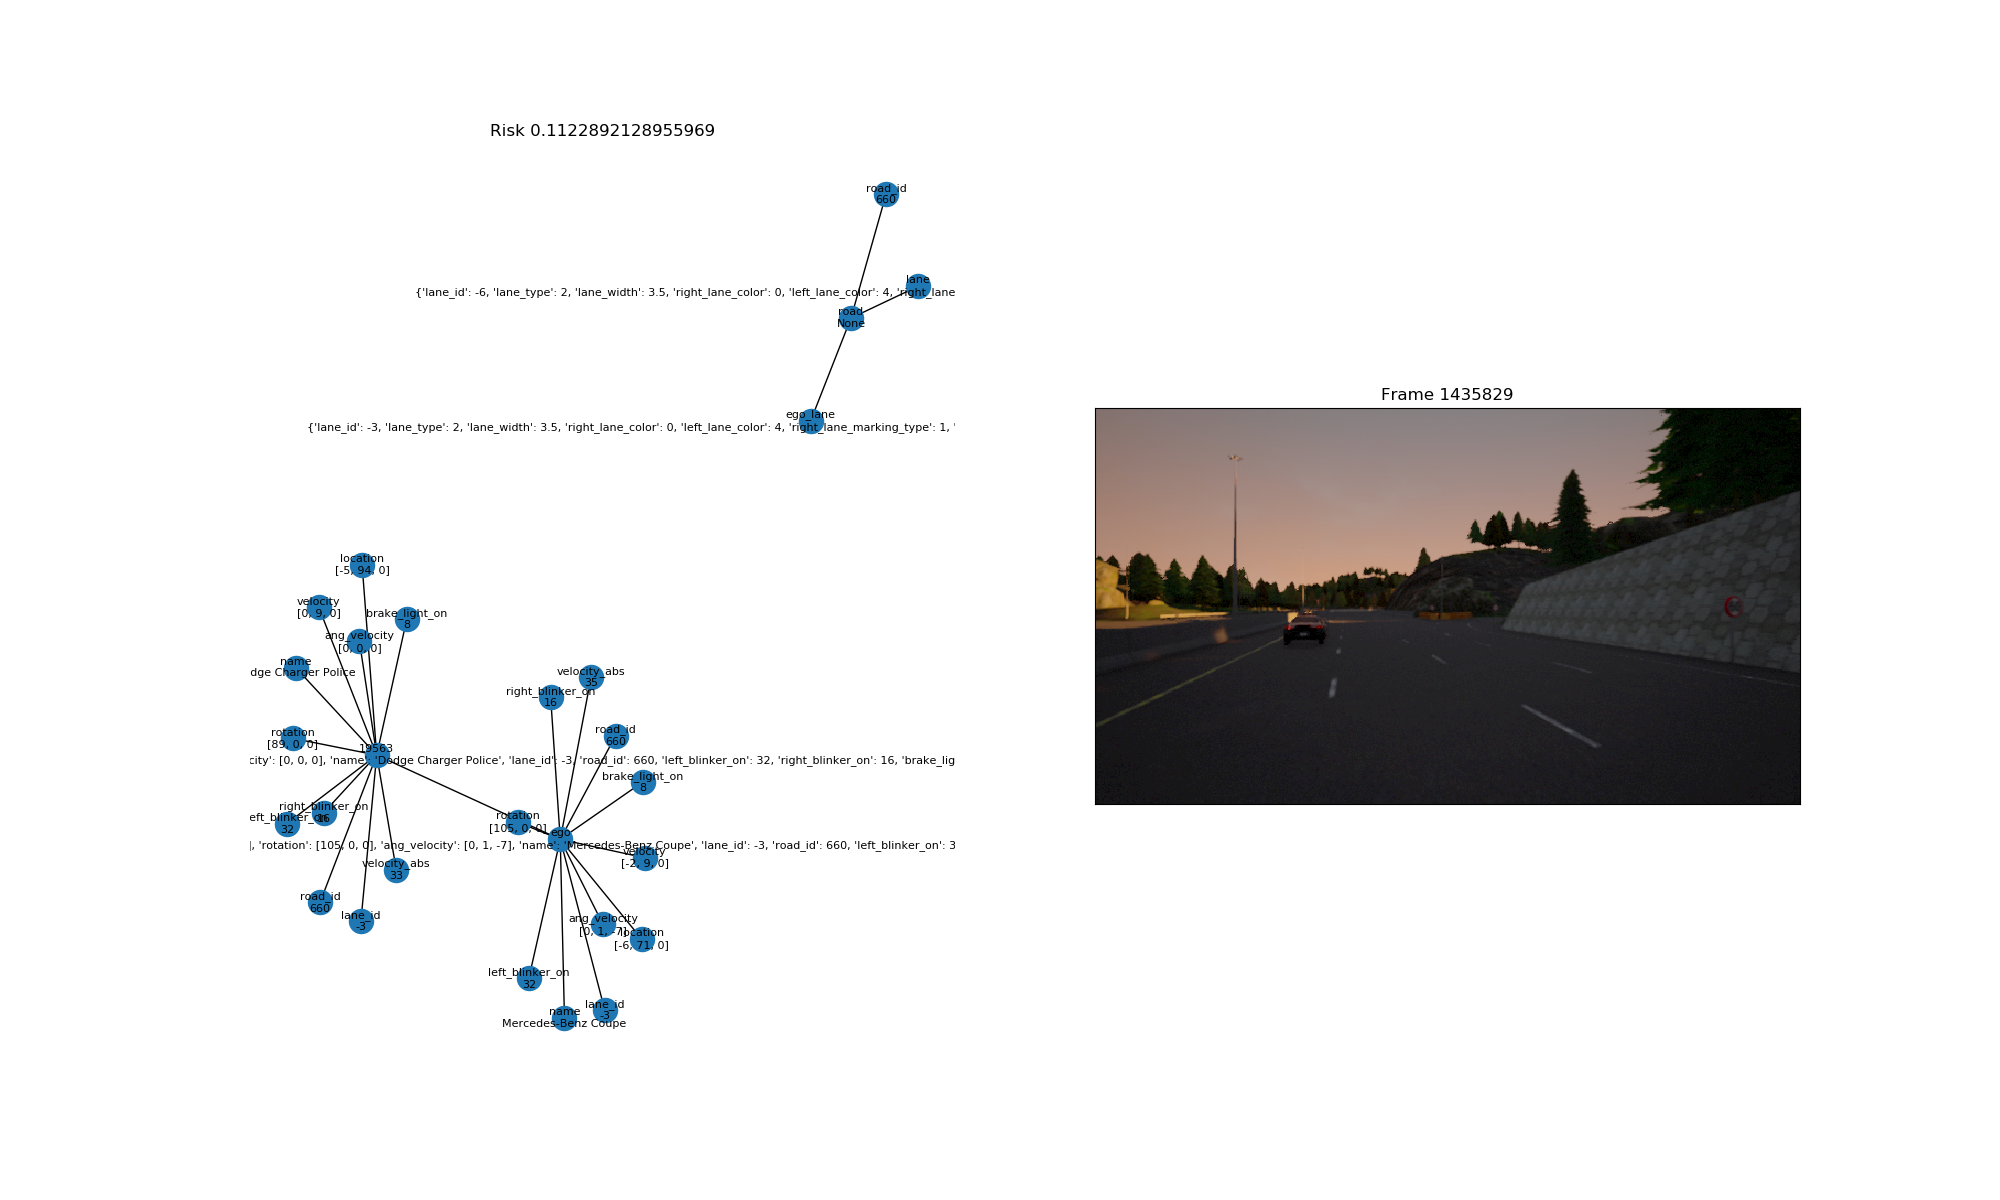 Risk 0.1122892128955969
road_id
660
lane
{'lane_id': -6, 'lane_type': 2, 'lane_width': 3.5, 'right_lane_color': 0, 'left_lane_color': 4, 'right_lane
road
None
ego_lane
{'lane_id': -3, 'lane_type': 2, 'lane_width': 3.5, 'right_lane_color': 0, 'left_lane_color': 4, 'right_lane_marking_type': 1, '
Frame 1435829
location
[-5, 94, 0]
velocity
[0, 9, 0]
brake_light_on
8
ang_velocity
[0, 0, 0]
name
dge Charger Police
rotation
[89, 0, 0]
19563
city': [0, 0, 0], 'name': 'Dodge Charger Police', 'lane_id': -3, 'road_id': 660, 'left_blinker_on': 32, 'right_blinker_on': 16, 'brake_lig
right_blinker_on
16
eft_blinker_on
32
velocity_abs
33
road_id
660
lane_id
-3
velocity_abs
35
right_blinker_on
16
road_id
660
brake_light_on
8
rotation
[105, 0, 0]
ego
], 'rotation': [105, 0, 0], 'ang_velocity': [0, 1, -7], 'name': 'Mercedes-Benz Coupe', 'lane_id': -3, 'road_id': 660, 'left_blinker_on': 3
velocity
[-2, 9, 0]
ang_velocity
[0, 1, -7]
location
[-6, 71, 0]
left_blinker_on
32
lane_id
-3
name
Mercedes-Benz Coupe